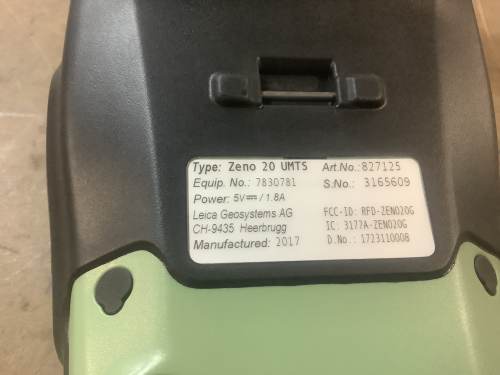 Type: Zeno 20 UMTS Art.No.: 827125
Equip. No.: 7830781 S.No.: 3165609
Power: 5V⎓ / 1.8A
Leica Geosystems AG FCC-ID: RFD-ZENO20G
CH-9435 Heerbrugg IC: 3177A-ZENO20G
Manufactured: 2017 D.No.: 1723110008